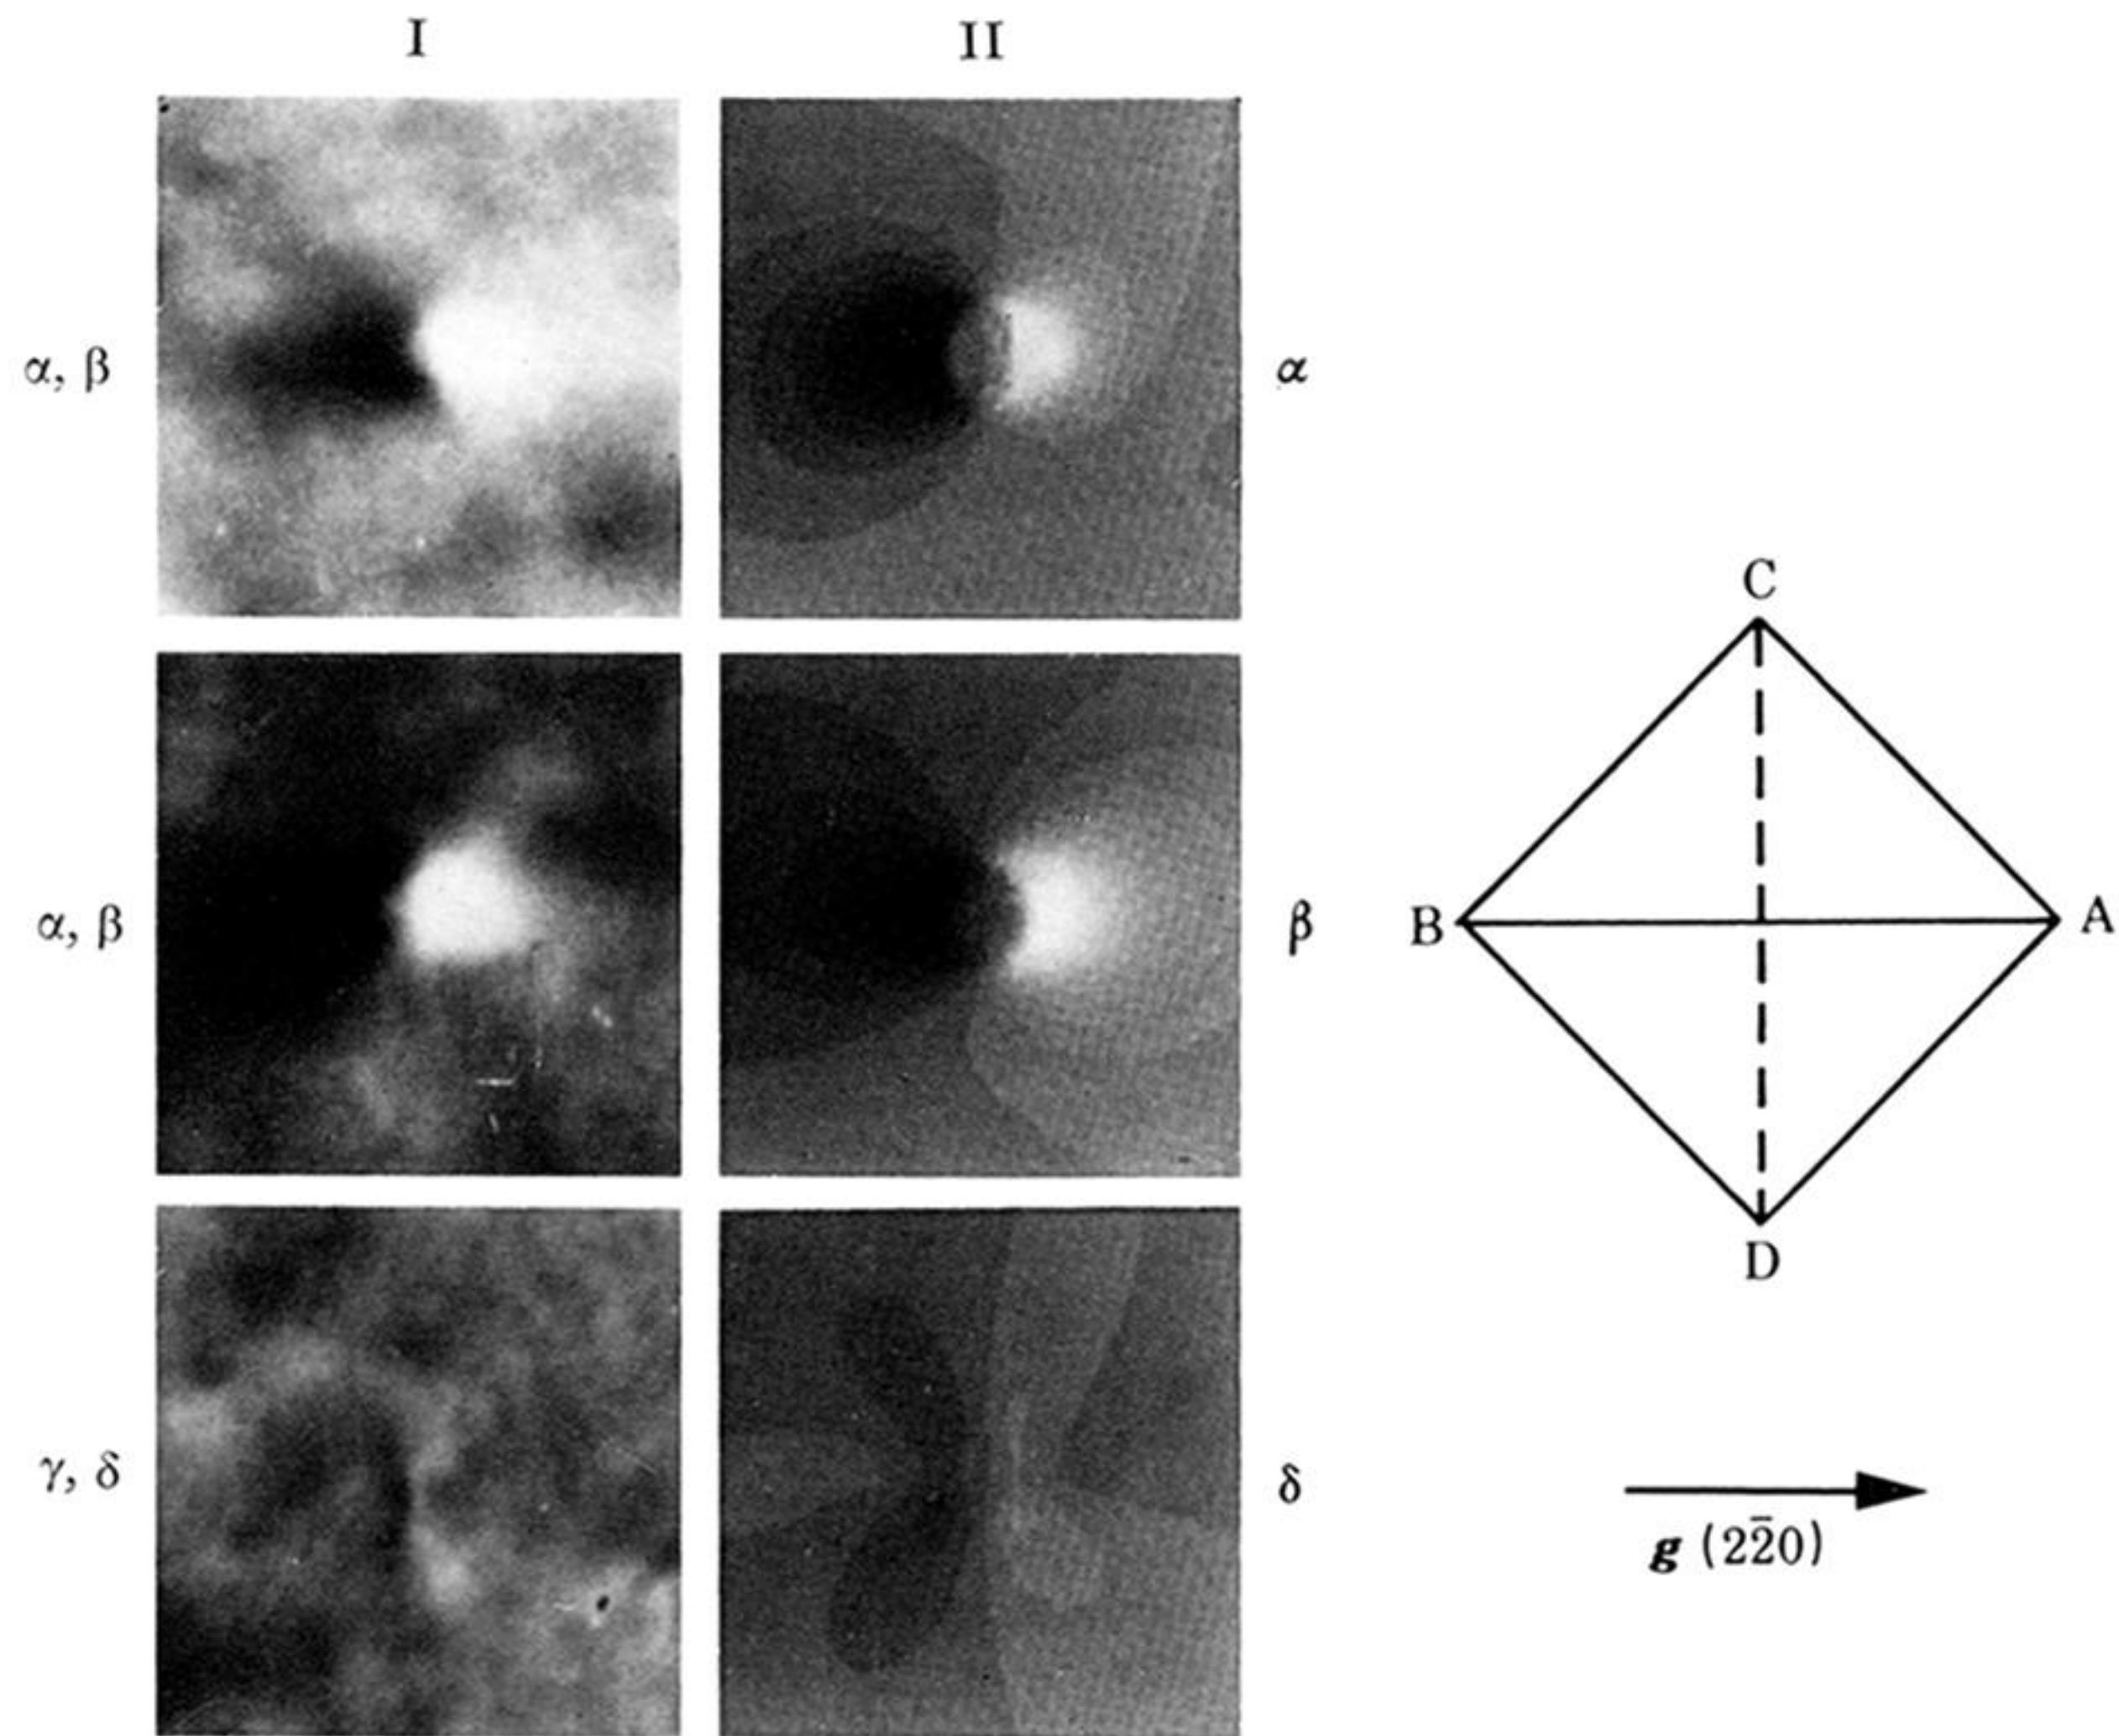 I II
α, β α
α, β β
γ, δ δ
C
B A
D
g (22̄0)